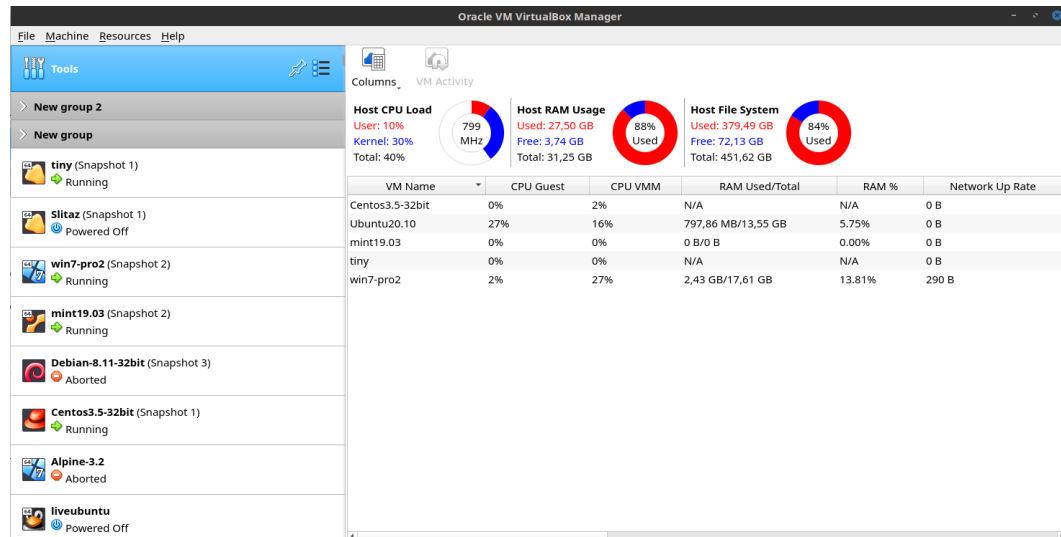 Oracle VM VirtualBox Manager
File Machine Resources Help
Tools
New group 2
New group
tiny (Snapshot 1)
Running
Slitaz (Snapshot 1)
Powered Off
win7-pro2 (Snapshot 2)
Running
mint19.03 (Snapshot 2)
Running
Debian-8.11-32bit (Snapshot 3)
Aborted
Centos3.5-32bit (Snapshot 1)
Running
Alpine-3.2
Aborted
liveubuntu
Powered Off
Columns VM Activity
Host CPU Load
User: 10%
Kernel: 30%
Total: 40%
799
MHz
Host RAM Usage
Used: 27,50 GB
Free: 3,74 GB
Total: 31,25 GB
88%
Used
Host File System
Used: 379,49 GB
Free: 72,13 GB
Total: 451,62 GB
84%
Used
VM Name CPU Guest CPU VMM RAM Used/Total RAM % Network Up Rate
Centos3.5-32bit 0% 2% N/A N/A 0 B
Ubuntu20.10 27% 16% 797,86 MB/13,55 GB 5.75% 0 B
mint19.03 0% 0% 0 B/0 B 0.00% 0 B
tiny 0% 0% N/A N/A 0 B
win7-pro2 2% 27% 2,43 GB/17,61 GB 13.81% 290 B